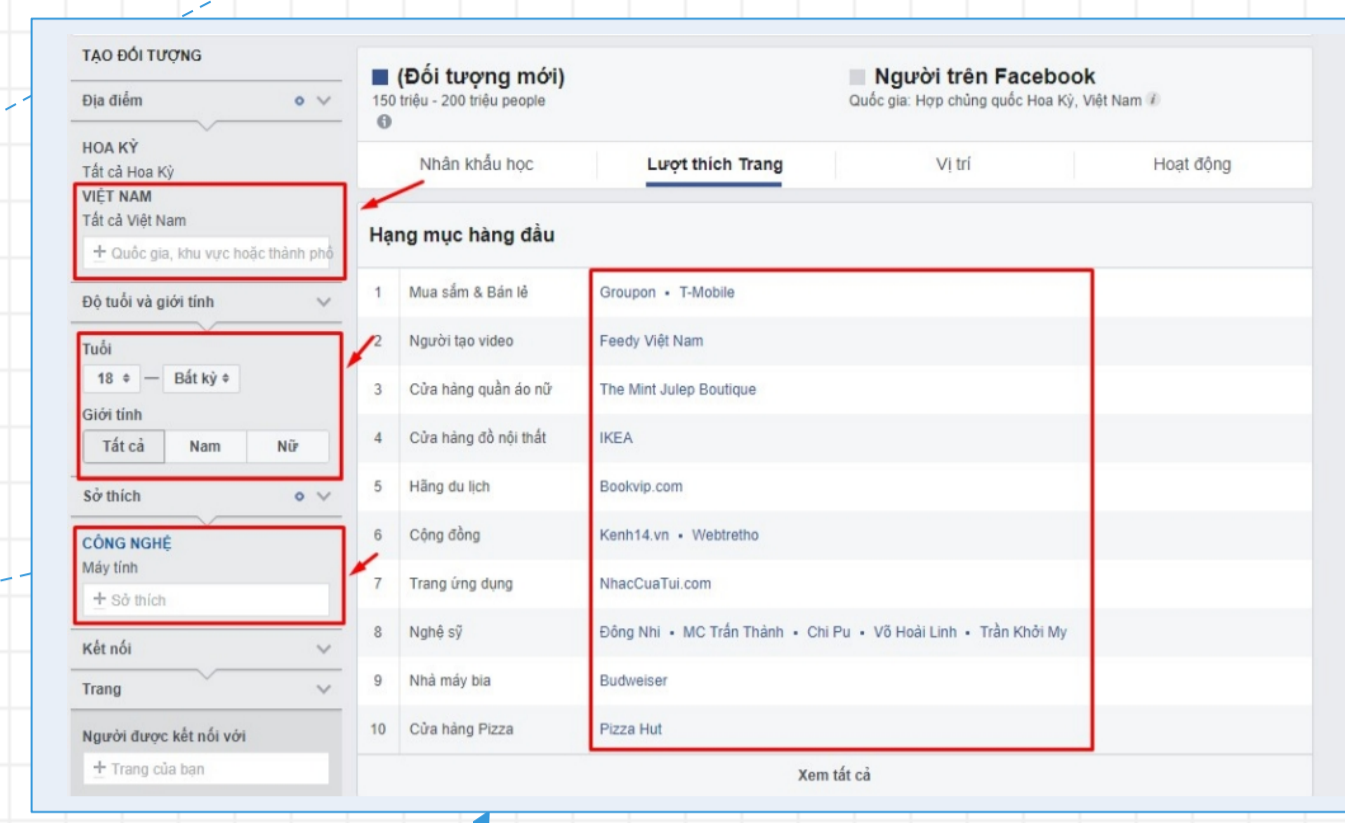 TẠO ĐỐI TƯỢNG
Địa điểm
HOA KỲ
Tất cả Hoa Kỳ
VIỆT NAM
Tất cả Việt Nam
+ Quốc gia, khu vực hoặc thành phố
Độ tuổi và giới tính
Tuổi
18 — Bất kỳ
Giới tính
Tất cả Nam Nữ
Sở thích
CÔNG NGHỆ
Máy tính
+ Sở thích
Kết nối
Trang
Người được kết nối với
+ Trang của bạn
(Đối tượng mới)
150 triệu - 200 triệu people
Người trên Facebook
Quốc gia: Hợp chủng quốc Hoa Kỳ, Việt Nam
Nhân khẩu học Lượt thích Trang Vị trí Hoạt động
Hạng mục hàng đầu
1 Mua sắm & Bán lẻ Groupon • T-Mobile
2 Người tạo video Feedy Việt Nam
3 Cửa hàng quần áo nữ The Mint Julep Boutique
4 Cửa hàng đồ nội thất IKEA
5 Hãng du lịch Bookvip.com
6 Cộng đồng Kenh14.vn • Webtretho
7 Trang ứng dụng NhacCuaTui.com
8 Nghệ sỹ Đông Nhi • MC Trấn Thành • Chi Pu • Võ Hoài Linh • Trần Khởi My
9 Nhà máy bia Budweiser
10 Cửa hàng Pizza Pizza Hut
Xem tất cả